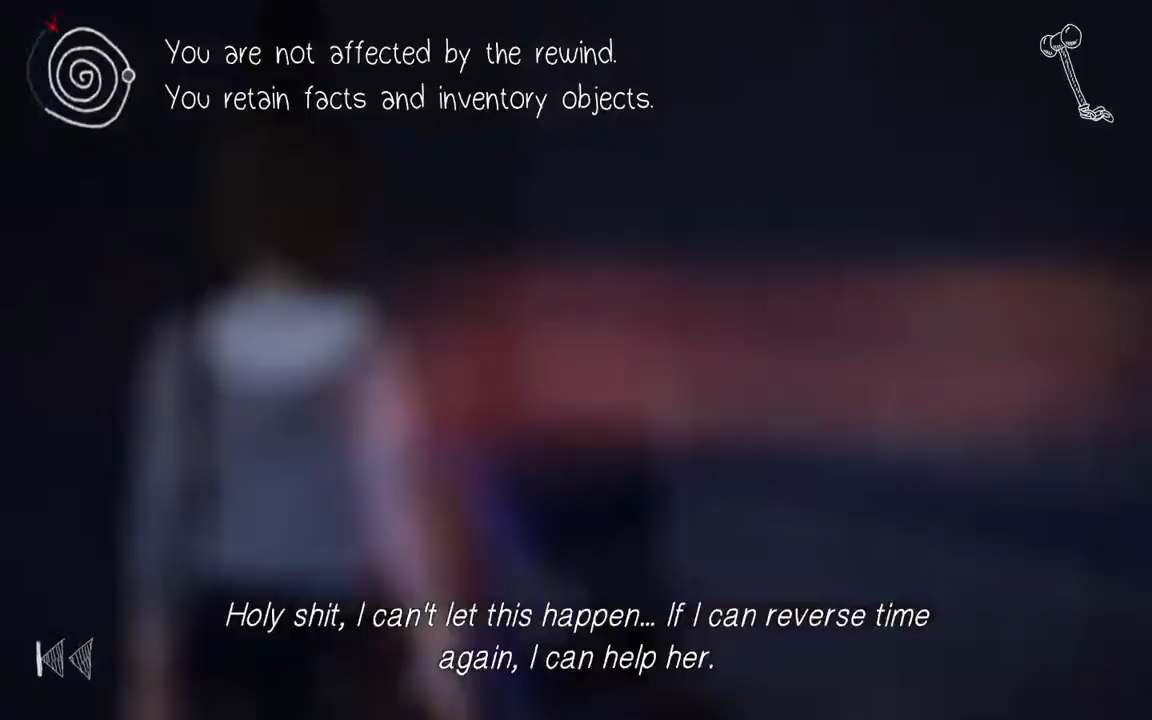 You are not affected by the rewind.
You retain facts and inventory objects.
Holy shit, I can't let this happen... If I can reverse time
again, I can help her.